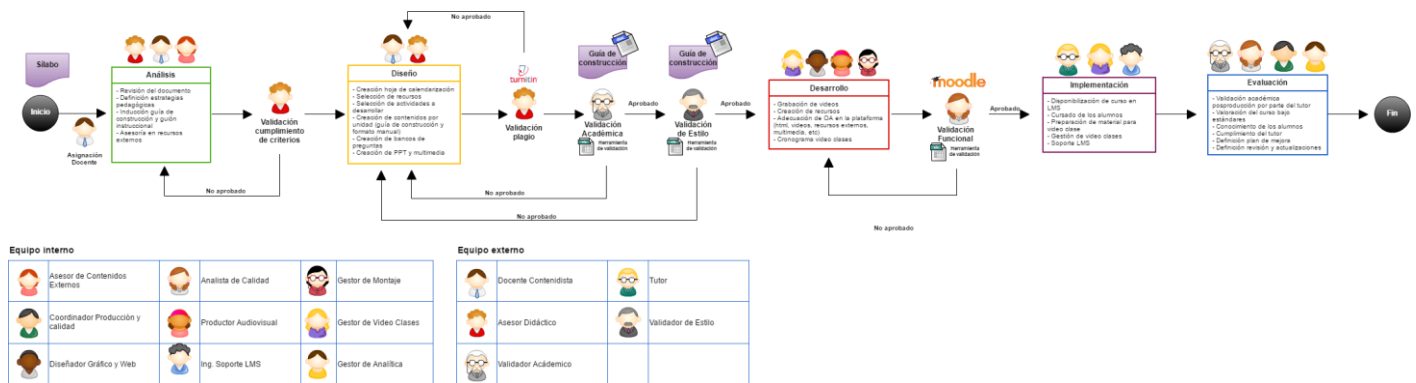 Sílabo
Inicio
Asignación
Docente
Análisis
- Revisión del documento
- Definición estrategias
pedagógicas
- Inducción guía de
construcción y guión
instruccional
- Asesoría en recursos
externos
Validación
cumplimiento
de criterios
No aprobado
No aprobado
Diseño
- Creación hoja de calendarización
- Selección de recursos
- Selección de actividades a
desarrollar
- Creación de contenidos por
unidad (guía de construcción y
formato manual)
- Creación de bancos de
preguntas
- Creación de PPT y multimedia
turnitin
Validación
plagio
Guía de
construcción
Validación
Académica
Herramienta
de validación
Aprobado
Guía de
construcción
Validación
de Estilo
Herramienta
de validación
Aprobado
No aprobado
No aprobado
Desarrollo
- Grabación de videos
- Creación de recursos
- Adecuación de OA en la plataforma
(html, videos, recursos externos,
multimedia, etc)
- Cronograma video clases
moodle
Validación
Funcional
Herramienta
de validación
Aprobado
No aprobado
Implementación
- Disponibilización de curso en
LMS
- Cursado de los alumnos
- Preparación de material para
video clase
- Gestión de video clases
- Soporte LMS
Evaluación
- Validación académica
posproducción por parte del tutor
- Valoración del curso bajo
estándares
- Conocimiento de los alumnos
- Cumplimiento del tutor
- Definición plan de mejora
- Definición revisión y actualizaciones
Fin
Equipo interno
Asesor de Contenidos
Externos
Analista de Calidad
Gestor de Montaje
Coordinador Producción y
calidad
Productor Audiovisual
Gestor de Video Clases
Diseñador Gráfico y Web
Ing. Soporte LMS
Gestor de Analítica
Equipo externo
Docente Contenidista
Tutor
Asesor Didáctico
Validador de Estilo
Validador Acádemico